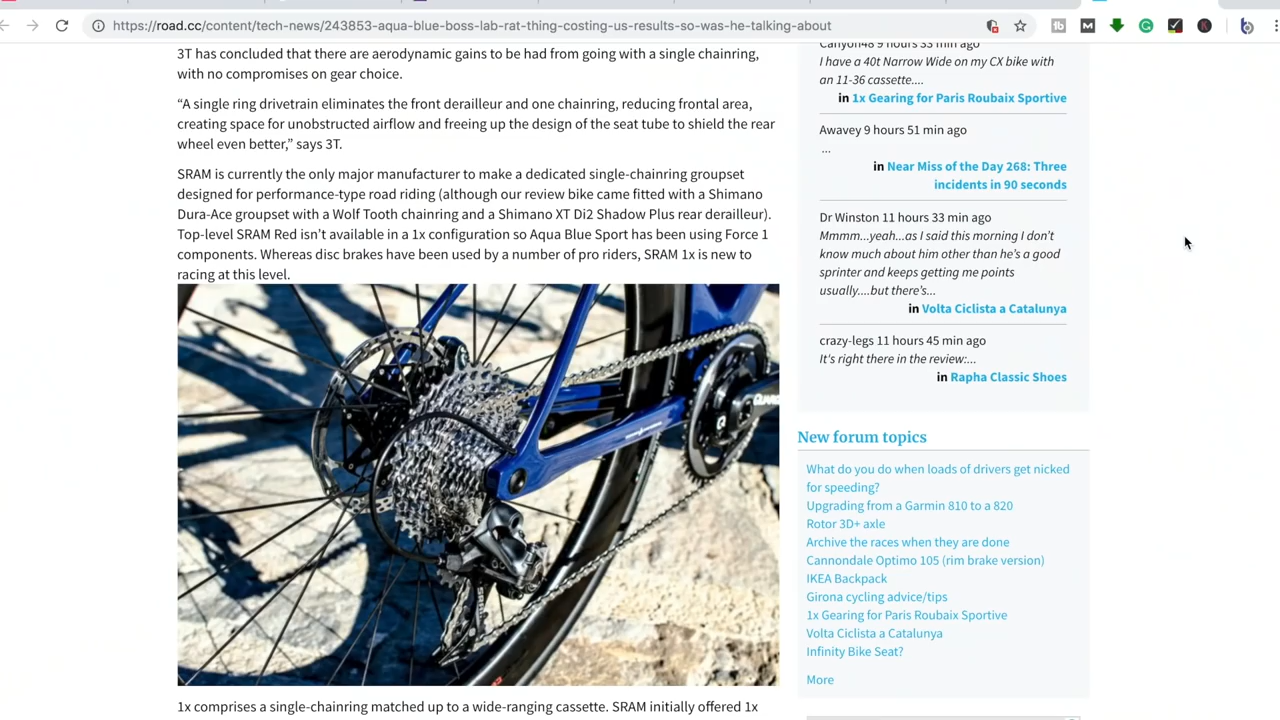 https://road.cc/content/tech-news/243853-aqua-blue-boss-lab-rat-thing-costing-us-results-so-was-he-talking-about
3T has concluded that there are aerodynamic gains to be had from going with a single chainring,
with no compromises on gear choice.
“A single ring drivetrain eliminates the front derailleur and one chainring, reducing frontal area,
creating space for unobstructed airflow and freeing up the design of the seat tube to shield the rear
wheel even better,” says 3T.
SRAM is currently the only major manufacturer to make a dedicated single-chainring groupset
designed for performance-type road riding (although our review bike came fitted with a Shimano
Dura-Ace groupset with a Wolf Tooth chainring and a Shimano XT Di2 Shadow Plus rear derailleur).
Top-level SRAM Red isn’t available in a 1x configuration so Aqua Blue Sport has been using Force 1
components. Whereas disc brakes have been used by a number of pro riders, SRAM 1x is new to
racing at this level.
1x comprises a single-chainring matched up to a wide-ranging cassette. SRAM initially offered 1x
Canyon48 9 hours 33 min ago
I have a 40t Narrow Wide on my CX bike with
an 11-36 cassette....
in 1x Gearing for Paris Roubaix Sportive
Awavey 9 hours 51 min ago
...
in Near Miss of the Day 268: Three
incidents in 90 seconds
Dr Winston 11 hours 33 min ago
Mmmm...yeah...as I said this morning I don’t
know much about him other than he’s a good
sprinter and keeps getting me points
usually....but there’s...
in Volta Ciclista a Catalunya
crazy-legs 11 hours 45 min ago
It's right there in the review:...
in Rapha Classic Shoes
New forum topics
What do you do when loads of drivers get nicked
for speeding?
Upgrading from a Garmin 810 to a 820
Rotor 3D+ axle
Archive the races when they are done
Cannondale Optimo 105 (rim brake version)
IKEA Backpack
Girona cycling advice/tips
1x Gearing for Paris Roubaix Sportive
Volta Ciclista a Catalunya
Infinity Bike Seat?
More